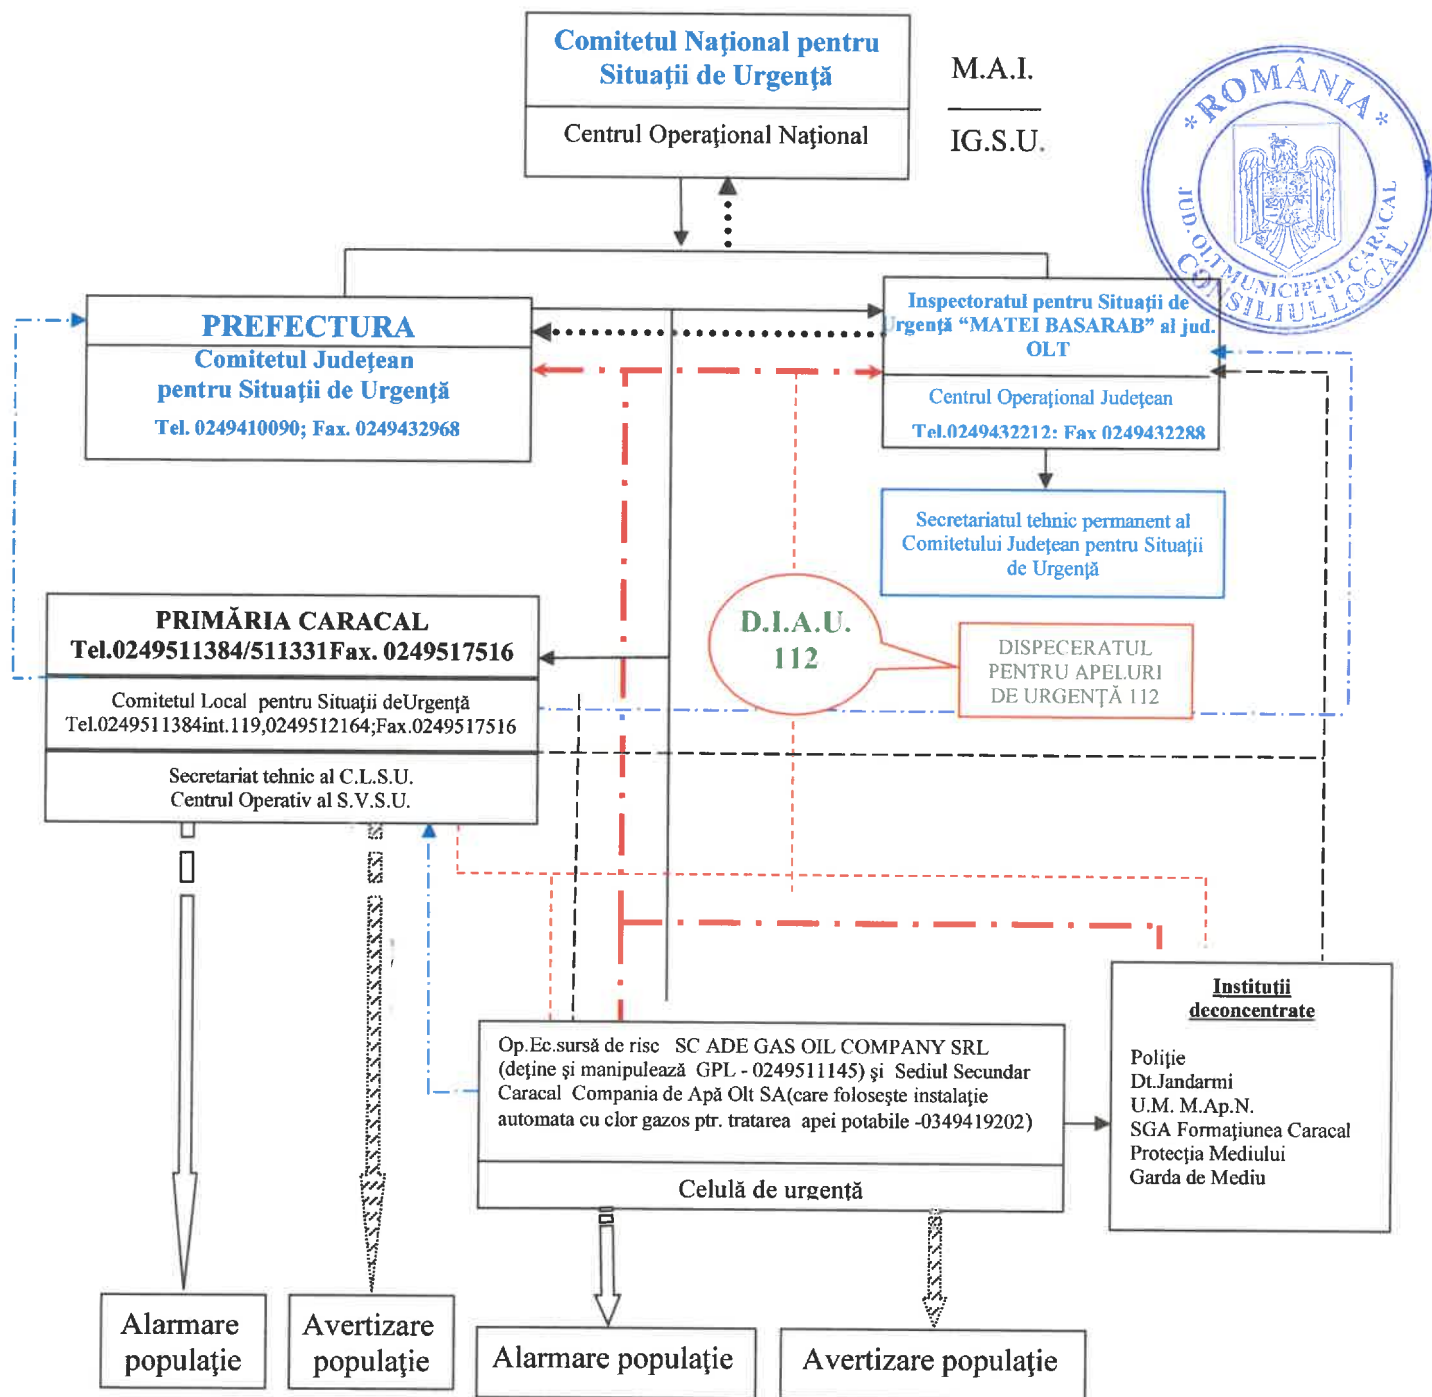 Comitetul Naţional pentru
Situaţii de Urgenţă
Centrul Operaţional Naţional
M.A.I.
IG.S.U.
* ROMÂNIA *
JUD. OLT MUNICIPIUL CARACAL
CONSILIUL LOCAL
PREFECTURA
Comitetul Judeţean
pentru Situaţii de Urgenţă
Tel. 0249410090; Fax. 0249432968
Inspectoratul pentru Situaţii de
Urgenţă “MATEI BASARAB” al jud.
OLT
Centrul Operaţional Judeţean
Tel.0249432212; Fax 0249432288
Secretariatul tehnic permanent al
Comitetului Judeţean pentru Situaţii
de Urgenţă
PRIMĂRIA CARACAL
Tel.0249511384/511331Fax. 0249517516
Comitetul Local pentru Situaţii deUrgenţă
Tel.0249511384int.119,0249512164;Fax.0249517516
Secretariat tehnic al C.L.S.U.
Centrul Operativ al S.V.S.U.
D.I.A.U.
112
DISPECERATUL
PENTRU APELURI
DE URGENŢĂ 112
Op.Ec.sursă de risc SC ADE GAS OIL COMPANY SRL
(deţine şi manipulează GPL - 0249511145) şi Sediul Secundar
Caracal Compania de Apă Olt SA(care foloseşte instalaţie
automata cu clor gazos ptr. tratarea apei potabile -0349419202)
Celulă de urgenţă
Instituţii
deconcentrate
Poliţie
Dt.Jandarmi
U.M. M.Ap.N.
SGA Formaţiunea Caracal
Protecţia Mediului
Garda de Mediu
Alarmare
populaţie
Avertizare
populaţie
Alarmare populaţie
Avertizare populaţie